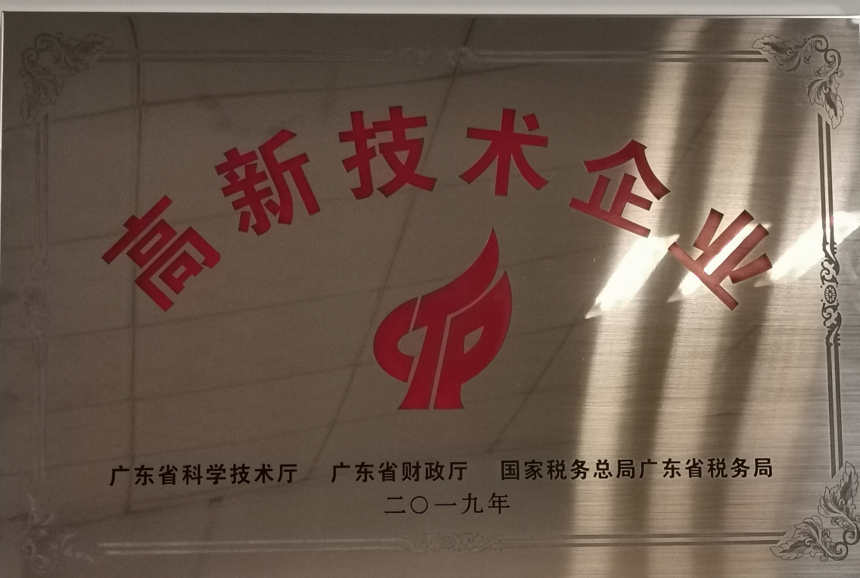 高新技术企业
广东省科学技术厅 广东省财政厅 国家税务总局广东省税务局
二〇一九年